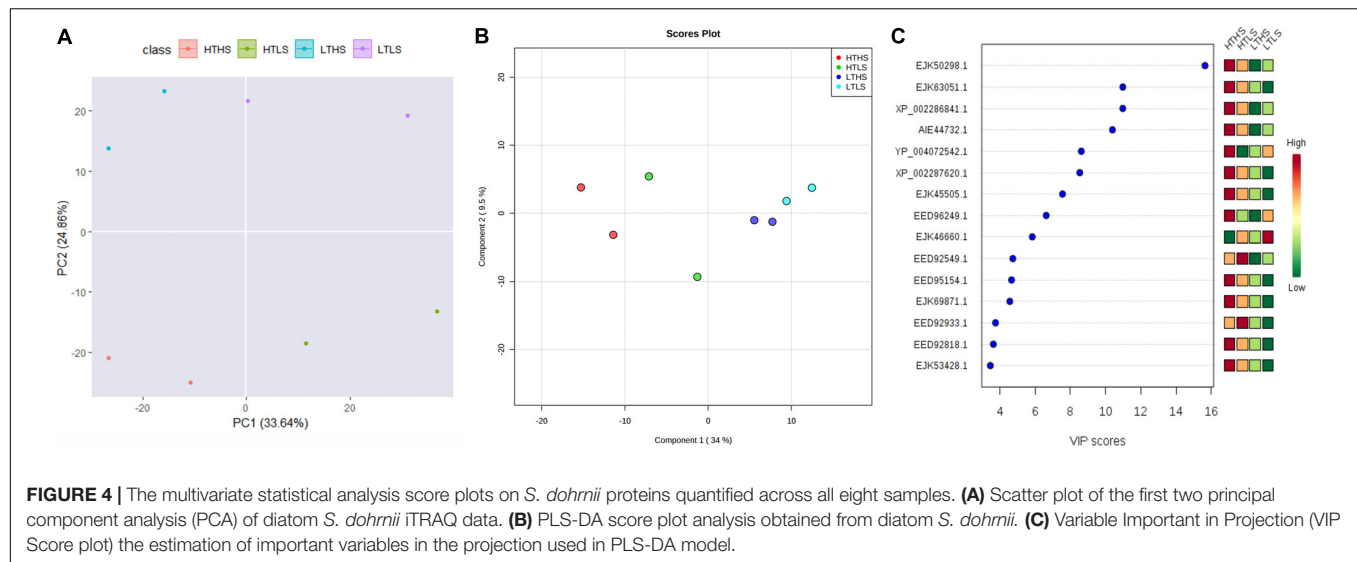 A
class HTHS HTLS LTHS LTLS
20
10
0
-10
-20
PC2 (24.86%)
-20 0 20
PC1 (33.64%)
B
Scores Plot
HTHS
HTLS
LTHS
LTLS
20
10
0
-10
-20
Component 2 ( 9.5 %)
-20 -10 0 10
Component 1 ( 34 %)
C
HTHS HTLS LTHS LTLS
EJK50298.1
EJK63051.1
XP_002286841.1
AIE44732.1
YP_004072542.1
XP_002287620.1
EJK45505.1
EED96249.1
EJK46660.1
EED92549.1
EED95154.1
EJK69871.1
EED92933.1
EED92818.1
EJK53428.1
4 6 8 10 12 14 16
VIP scores
High
Low
FIGURE 4 | The multivariate statistical analysis score plots on S. dohrnii proteins quantified across all eight samples. (A) Scatter plot of the first two principal
component analysis (PCA) of diatom S. dohrnii iTRAQ data. (B) PLS-DA score plot analysis obtained from diatom S. dohrnii. (C) Variable Important in Projection (VIP
Score plot) the estimation of important variables in the projection used in PLS-DA model.